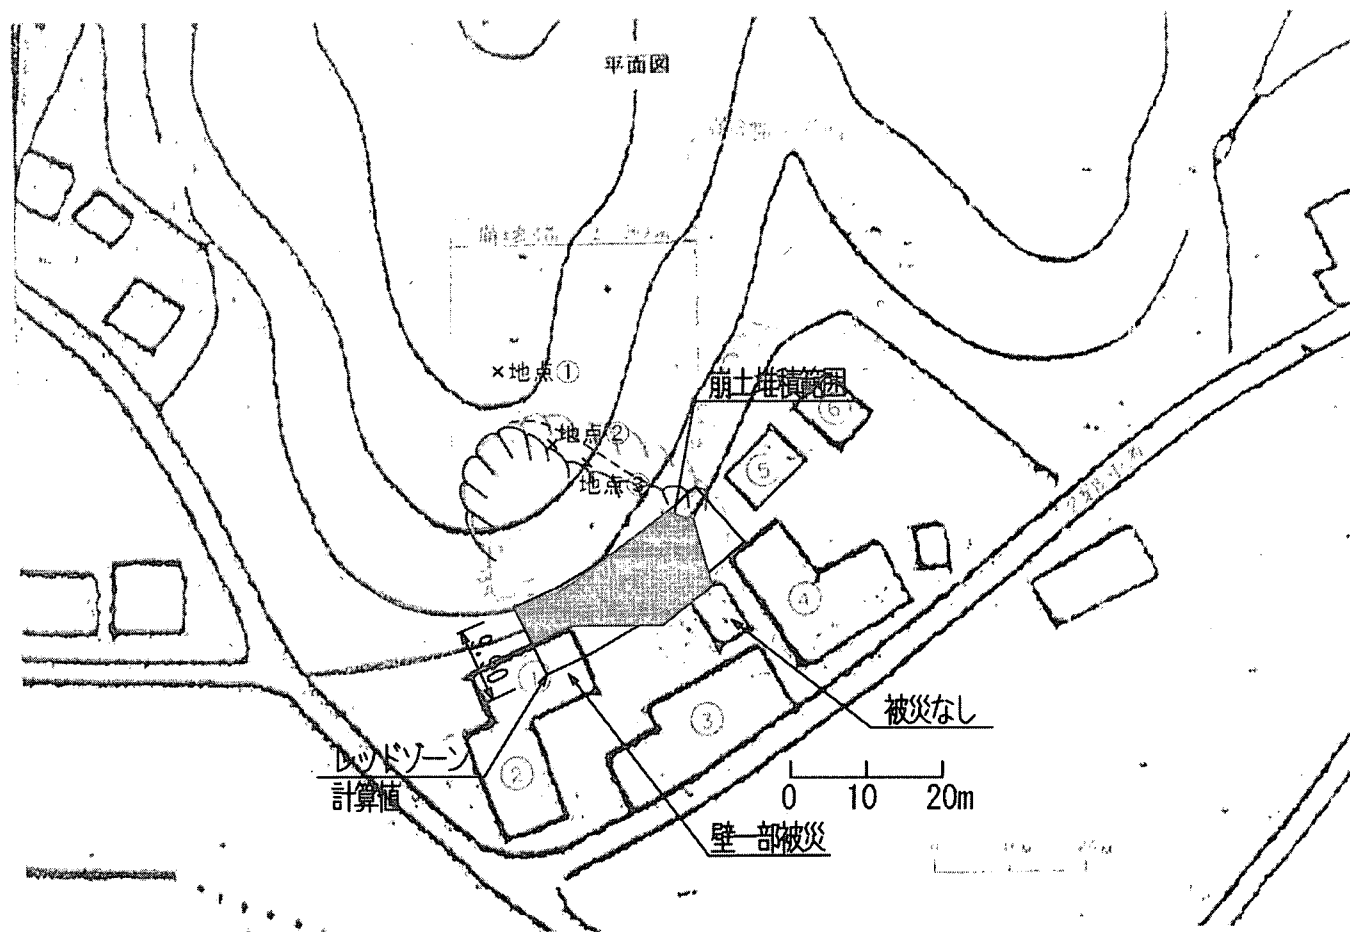 平面図
×地点①
崩土堆積範囲
地点②
地点③
⑥
⑤
④
被災なし
①
③
②
レッドゾーン
計算値
0 10 20m
壁一部被災